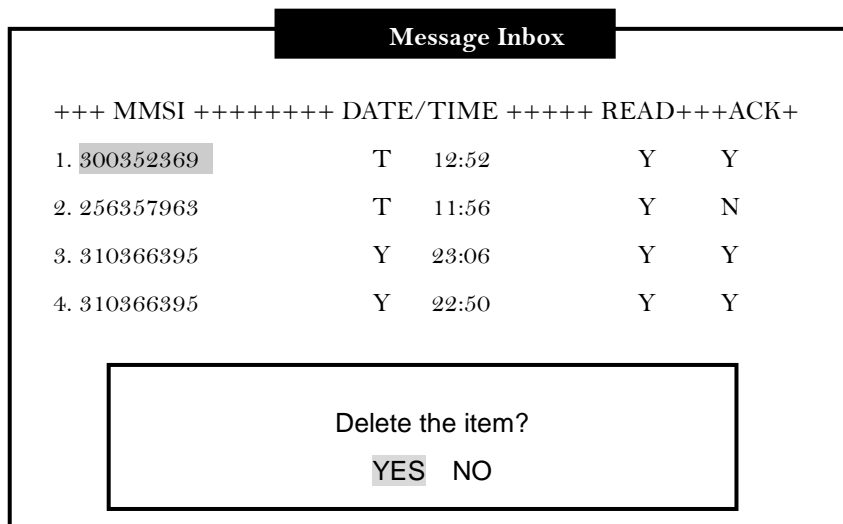 Message Inbox
+++ MMSI ++++++++ DATE/TIME +++++ READ+++ACK+
1. 300352369 T 12:52 Y Y
2. 256357963 T 11:56 Y N
3. 310366395 Y 23:06 Y Y
4. 310366395 Y 22:50 Y Y
Delete the item?
YES NO